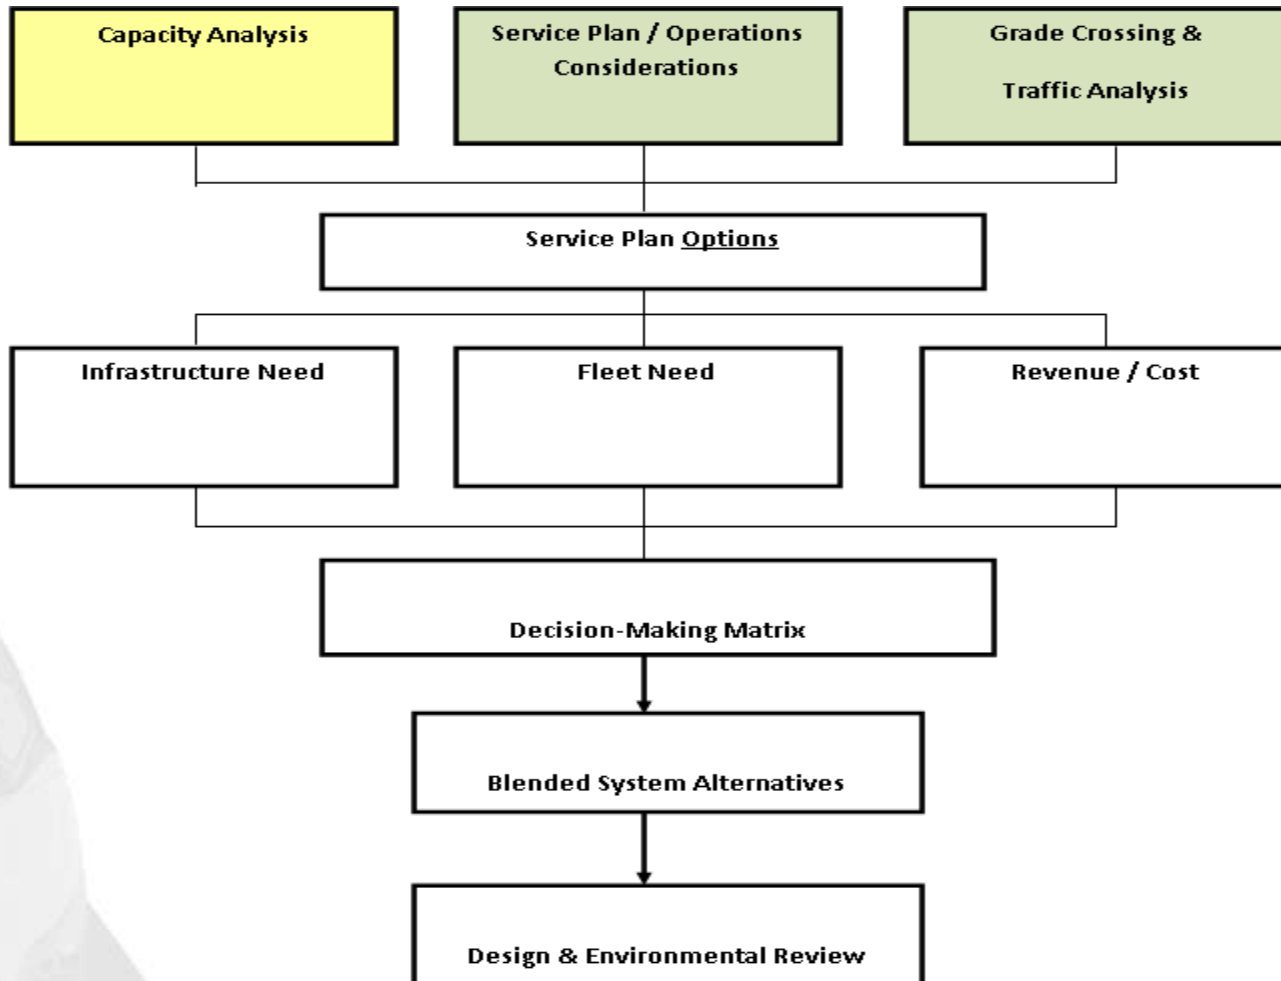 Capacity Analysis
Service Plan / Operations
Considerations
Grade Crossing &
Traffic Analysis
Service Plan Options
Infrastructure Need
Fleet Need
Revenue / Cost
Decision-Making Matrix
Blended System Alternatives
Design & Environmental Review